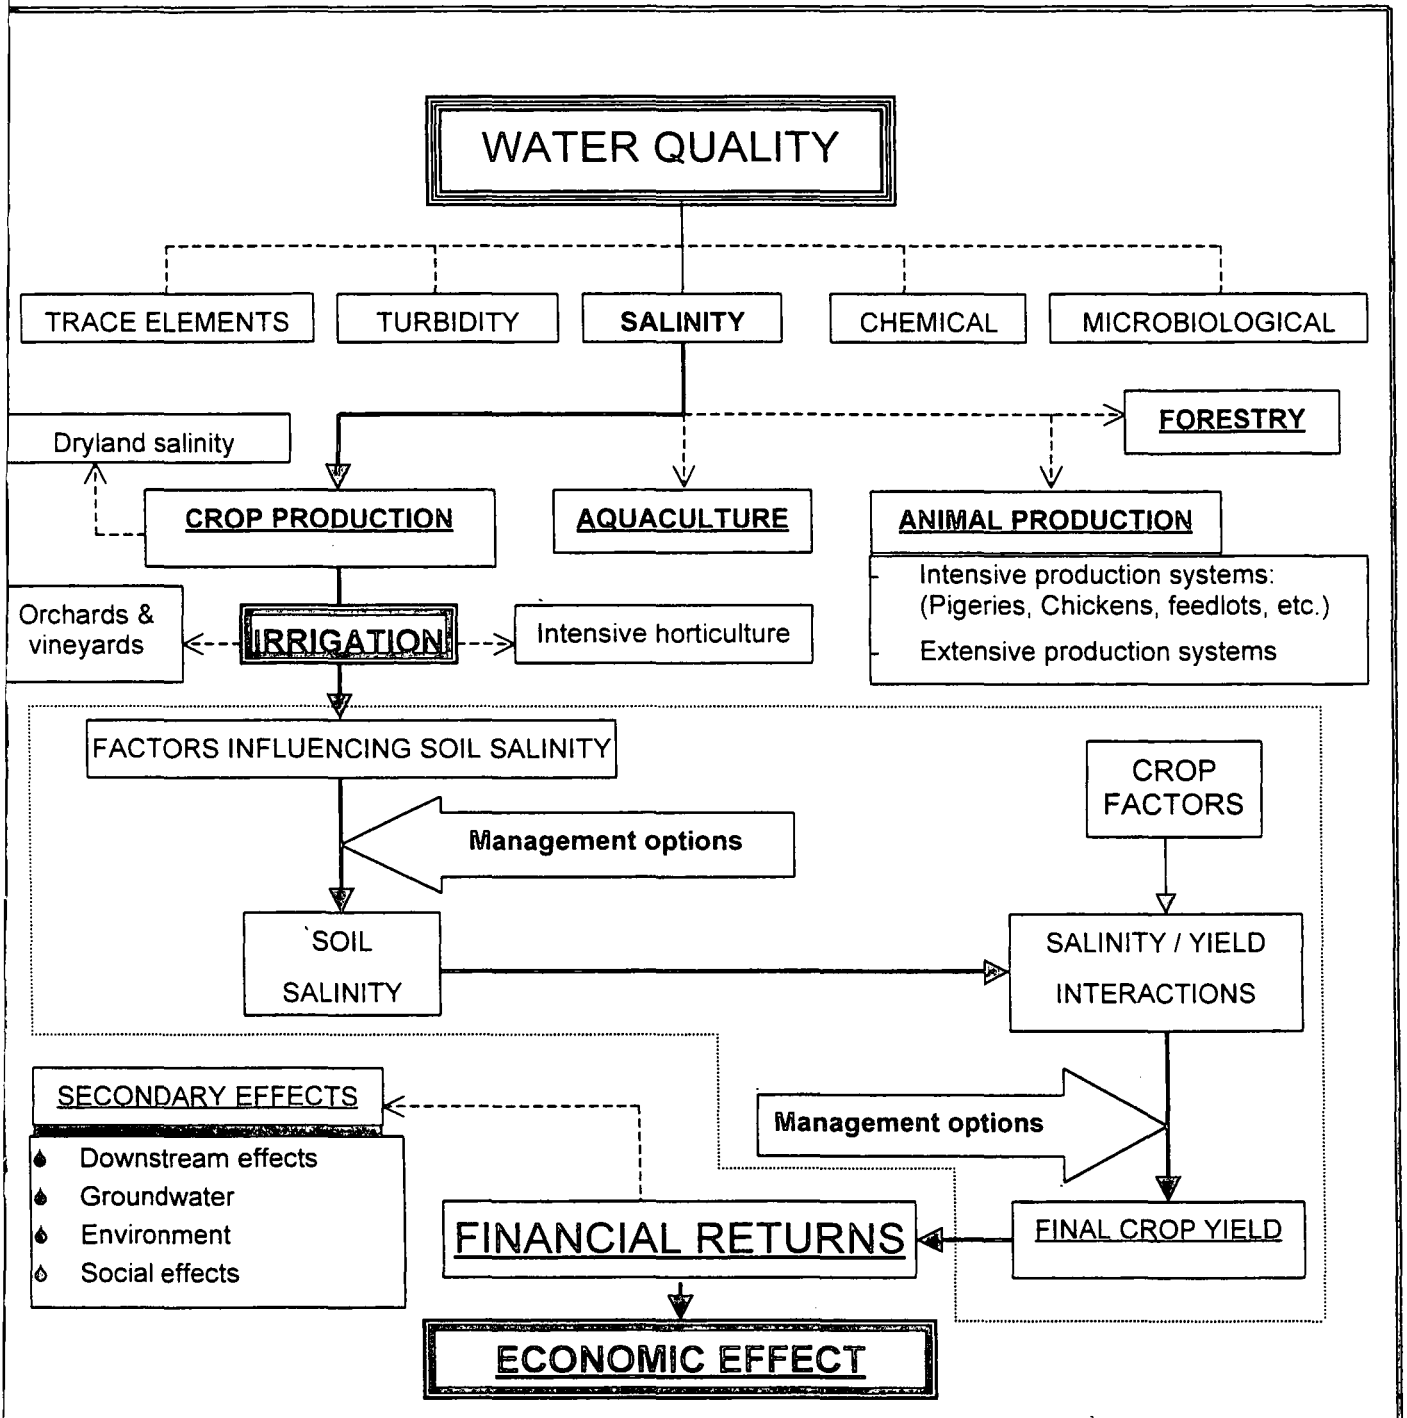 WATER QUALITY
TRACE ELEMENTS
TURBIDITY
SALINITY
CHEMICAL
MICROBIOLOGICAL
FORESTRY
Dryland salinity
CROP PRODUCTION
AQUACULTURE
ANIMAL PRODUCTION
- Intensive production systems:
(Pigeries, Chickens, feedlots, etc.)
- Extensive production systems
Orchards &
vineyards
IRRIGATION
Intensive horticulture
FACTORS INFLUENCING SOIL SALINITY
CROP
FACTORS
Management options
SOIL
SALINITY
SALINITY / YIELD
INTERACTIONS
SECONDARY EFFECTS
Downstream effects
Groundwater
Environment
Social effects
Management options
FINANCIAL RETURNS
FINAL CROP YIELD
ECONOMIC EFFECT